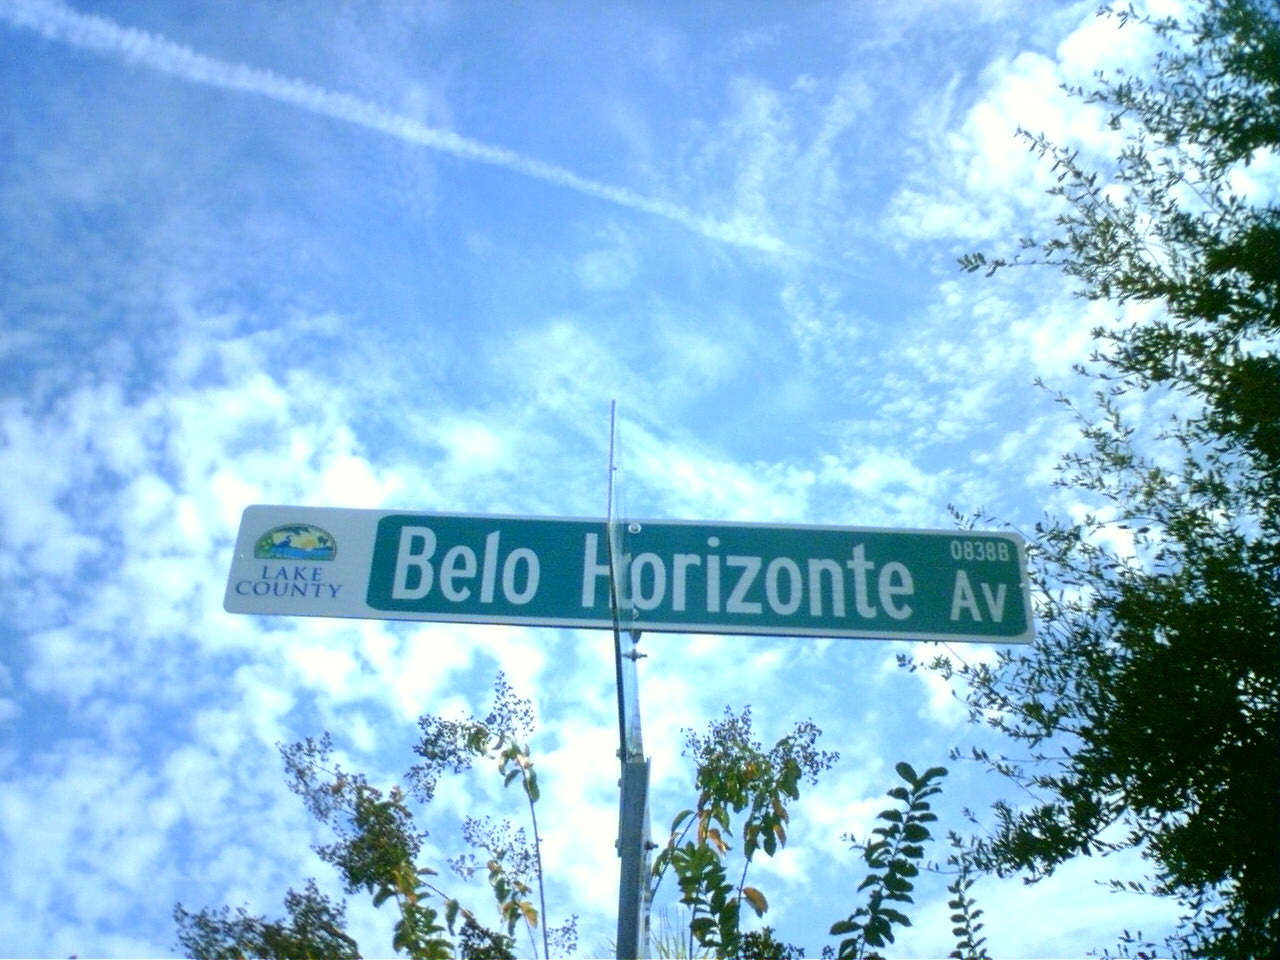 LAKE
COUNTY
Belo Horizonte Av
0838B